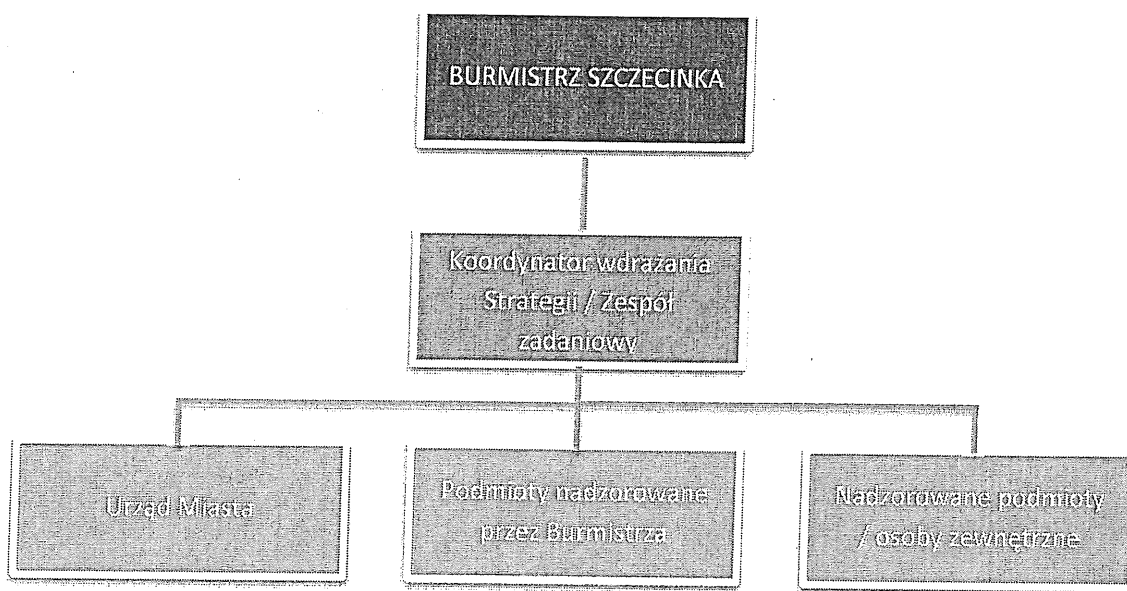 BURMISTRZ SZCZECINKA
Koordynator wdrażania
Strategii / Zespół
zadaniowy
Urząd Miasta
Podmioty nadzorowane
przez Burmistrza
Nadzorowane podmioty
/ osoby zewnętrzne